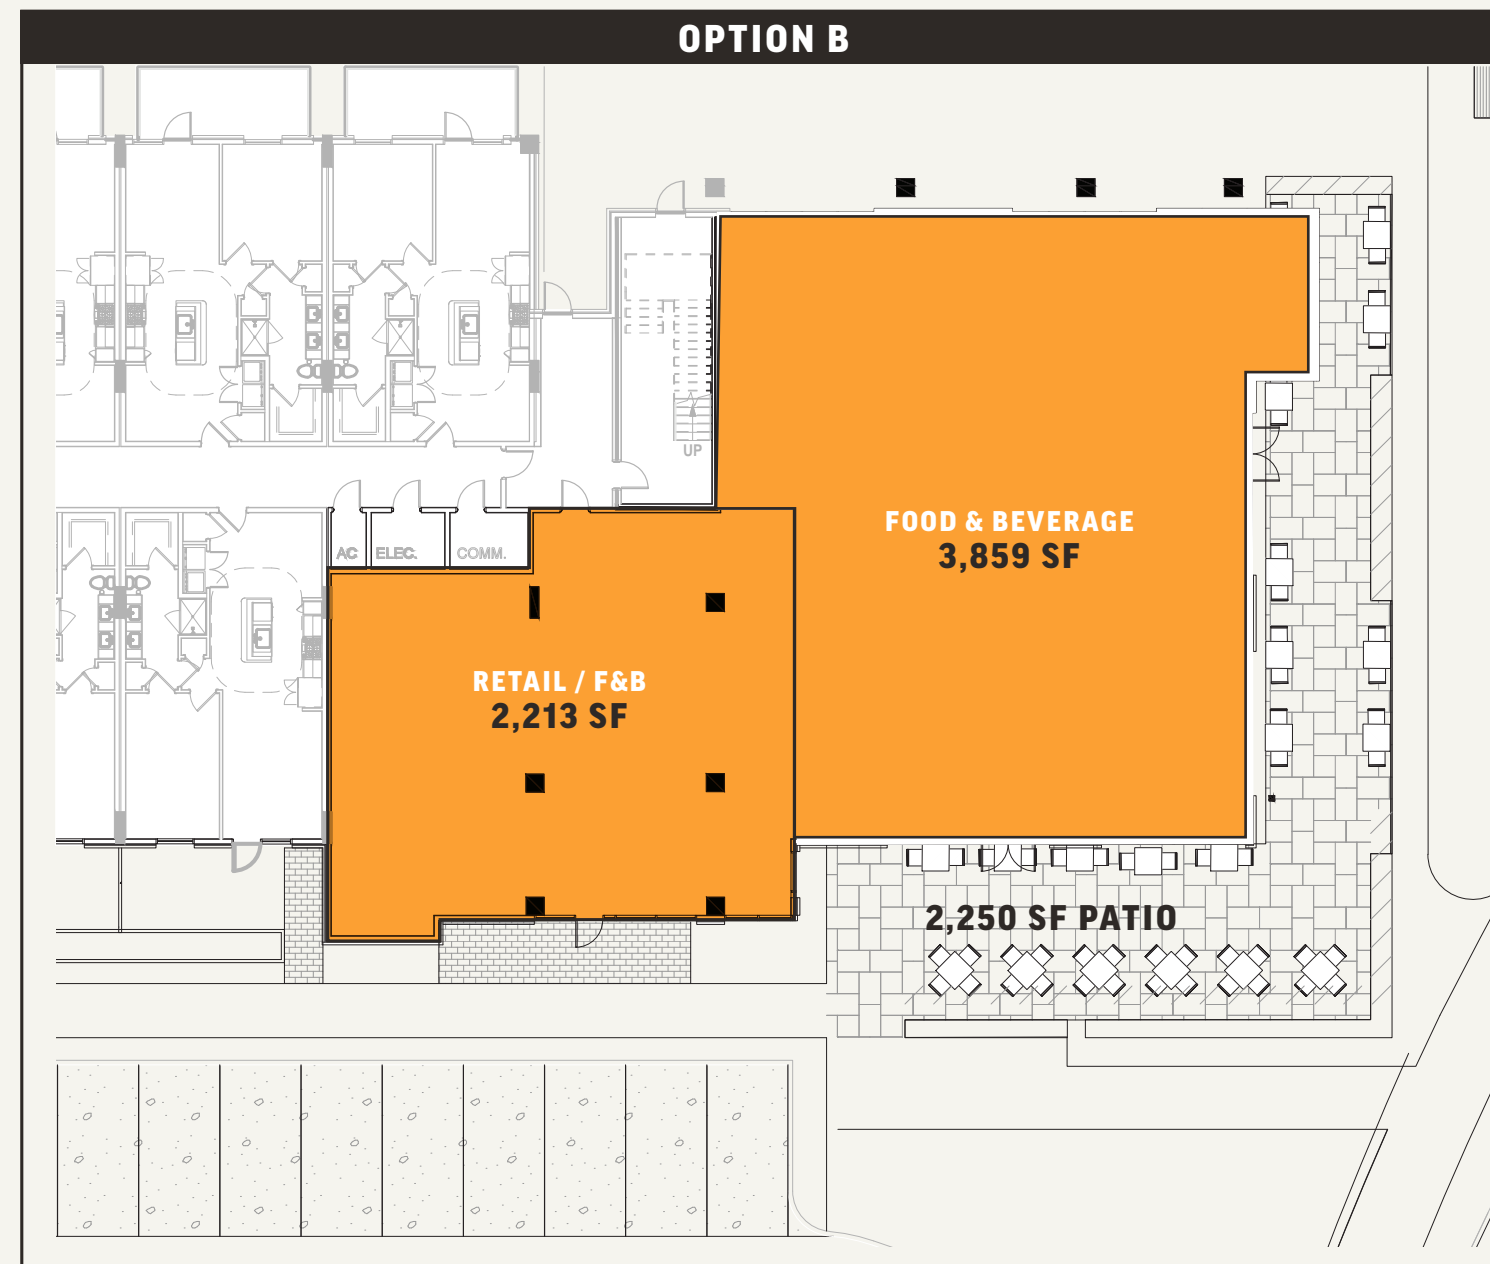 OPTION B
UP
AC
ELEC.
COMM.
FOOD & BEVERAGE
3,859 SF
RETAIL / F&B
2,213 SF
2,250 SF PATIO